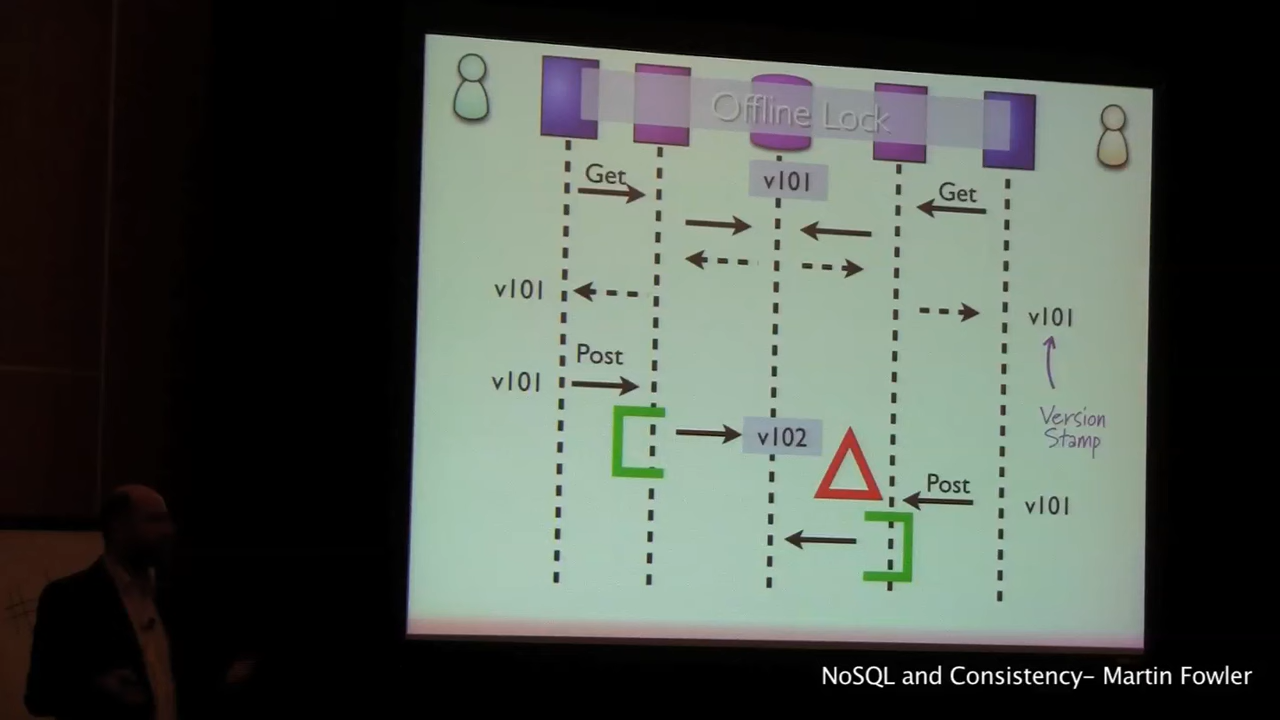 Offline Lock
Get
v101
Get
v101
v101
Post
v101
Version
Stamp
v102
Post
v101
NoSQL and Consistency– Martin Fowler